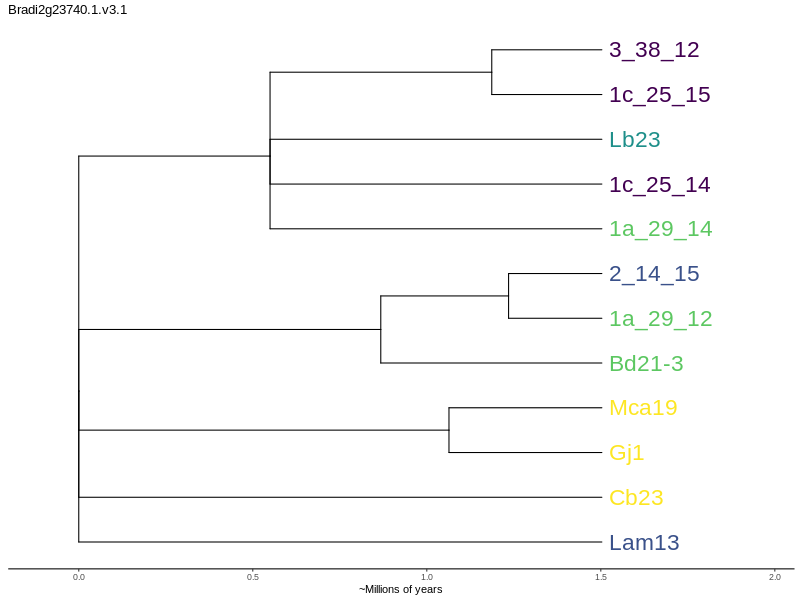 Bradi2g23740.1.v3.1
3_38_12
1c_25_15
Lb23
1c_25_14
1a_29_14
2_14_15
1a_29_12
Bd21-3
Mca19
Gj1
Cb23
Lam13
0.0 0.5 1.0 1.5 2.0
~Millions of years